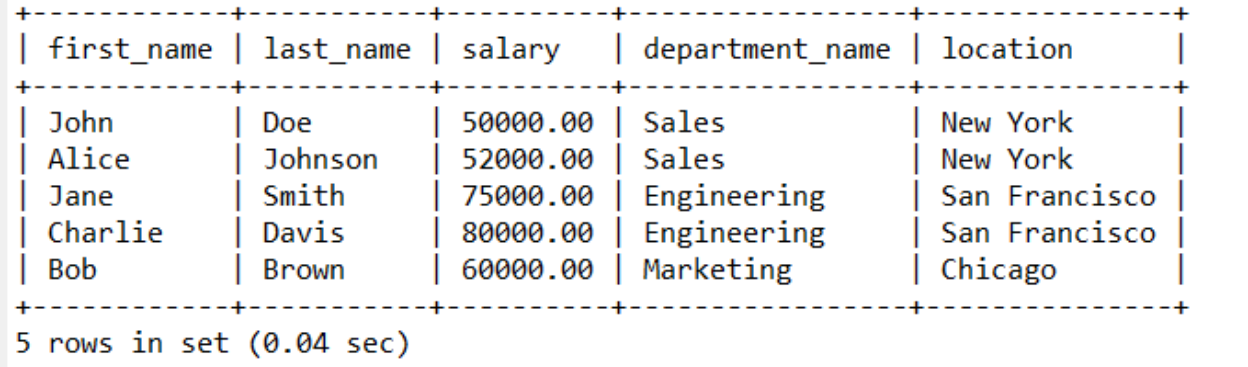 +------------+-----------+----------+-----------------+---------------+
| first_name | last_name | salary   | department_name | location      |
+------------+-----------+----------+-----------------+---------------+
| John       | Doe       | 50000.00 | Sales           | New York      |
| Alice      | Johnson   | 52000.00 | Sales           | New York      |
| Jane       | Smith     | 75000.00 | Engineering     | San Francisco |
| Charlie    | Davis     | 80000.00 | Engineering     | San Francisco |
| Bob        | Brown     | 60000.00 | Marketing       | Chicago       |
+------------+-----------+----------+-----------------+---------------+
5 rows in set (0.04 sec)